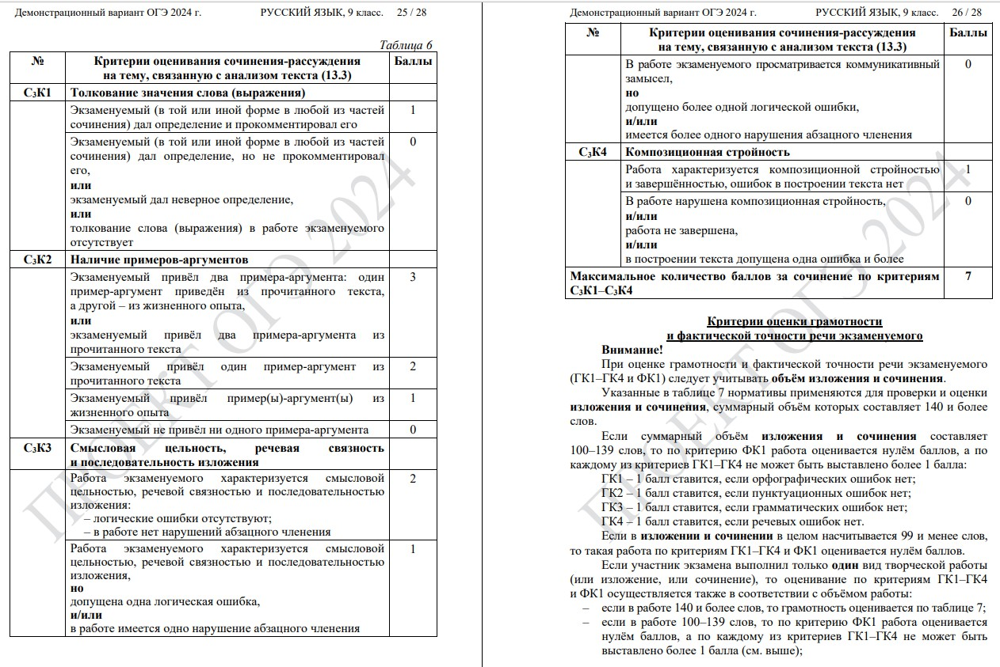 Демонстрационный вариант ОГЭ 2024 г. РУССКИЙ ЯЗЫК, 9 класс. 25 / 28
Таблица 6
№ Критерии оценивания сочинения-рассуждения Баллы
на тему, связанную с анализом текста (13.3)
С3К1 Толкование значения слова (выражения)
Экзаменуемый (в той или иной форме в любой из частей 1
сочинения) дал определение и прокомментировал его
Экзаменуемый (в той или иной форме в любой из частей 0
сочинения) дал определение, но не прокомментировал
его,
или
экзаменуемый дал неверное определение,
или
толкование слова (выражения) в работе экзаменуемого
отсутствует
С3К2 Наличие примеров-аргументов
Экзаменуемый привёл два примера-аргумента: один 3
пример-аргумент приведён из прочитанного текста,
а другой – из жизненного опыта,
или
экзаменуемый привёл два примера-аргумента из
прочитанного текста
Экзаменуемый привёл один пример-аргумент из 2
прочитанного текста
Экзаменуемый привёл пример(ы)-аргумент(ы) из 1
жизненного опыта
Экзаменуемый не привёл ни одного примера-аргумента 0
С3К3 Смысловая цельность, речевая связность
и последовательность изложения
Работа экзаменуемого характеризуется смысловой 2
цельностью, речевой связностью и последовательностью
изложения:
– логические ошибки отсутствуют;
– в работе нет нарушений абзацного членения
Работа экзаменуемого характеризуется смысловой 1
цельностью, речевой связностью и последовательностью
изложения,
но
допущена одна логическая ошибка,
и/или
в работе имеется одно нарушение абзацного членения
ПРОЕКТ ОГЭ 2024
Демонстрационный вариант ОГЭ 2024 г. РУССКИЙ ЯЗЫК, 9 класс. 26 / 28
№ Критерии оценивания сочинения-рассуждения Баллы
на тему, связанную с анализом текста (13.3)
В работе экзаменуемого просматривается коммуникативный 0
замысел,
но
допущено более одной логической ошибки,
и/или
имеется более одного нарушения абзацного членения
С3К4 Композиционная стройность
Работа характеризуется композиционной стройностью 1
и завершённостью, ошибок в построении текста нет
В работе нарушена композиционная стройность, 0
и/или
работа не завершена,
и/или
в построении текста допущена одна ошибка и более
Максимальное количество баллов за сочинение по критериям 7
С3К1–С3К4
Критерии оценки грамотности
и фактической точности речи экзаменуемого
Внимание!
При оценке грамотности и фактической точности речи экзаменуемого
(ГК1–ГК4 и ФК1) следует учитывать объём изложения и сочинения.
Указанные в таблице 7 нормативы применяются для проверки и оценки
изложения и сочинения, суммарный объём которых составляет 140 и более
слов.
Если суммарный объём изложения и сочинения составляет
100–139 слов, то по критерию ФК1 работа оценивается нулём баллов, а по
каждому из критериев ГК1–ГК4 не может быть выставлено более 1 балла:
ГК1 – 1 балл ставится, если орфографических ошибок нет;
ГК2 – 1 балл ставится, если пунктуационных ошибок нет;
ГК3 – 1 балл ставится, если грамматических ошибок нет;
ГК4 – 1 балл ставится, если речевых ошибок нет.
Если в изложении и сочинении в целом насчитывается 99 и менее слов,
то такая работа по критериям ГК1–ГК4 и ФК1 оценивается нулём баллов.
Если участник экзамена выполнил только один вид творческой работы
(или изложение, или сочинение), то оценивание по критериям ГК1–ГК4
и ФК1 осуществляется также в соответствии с объёмом работы:
– если в работе 140 и более слов, то грамотность оценивается по таблице 7;
– если в работе 100–139 слов, то по критерию ФК1 работа оценивается
нулём баллов, а по каждому из критериев ГК1–ГК4 не может быть
выставлено более 1 балла (см. выше);
ПРОЕКТ ОГЭ 2024